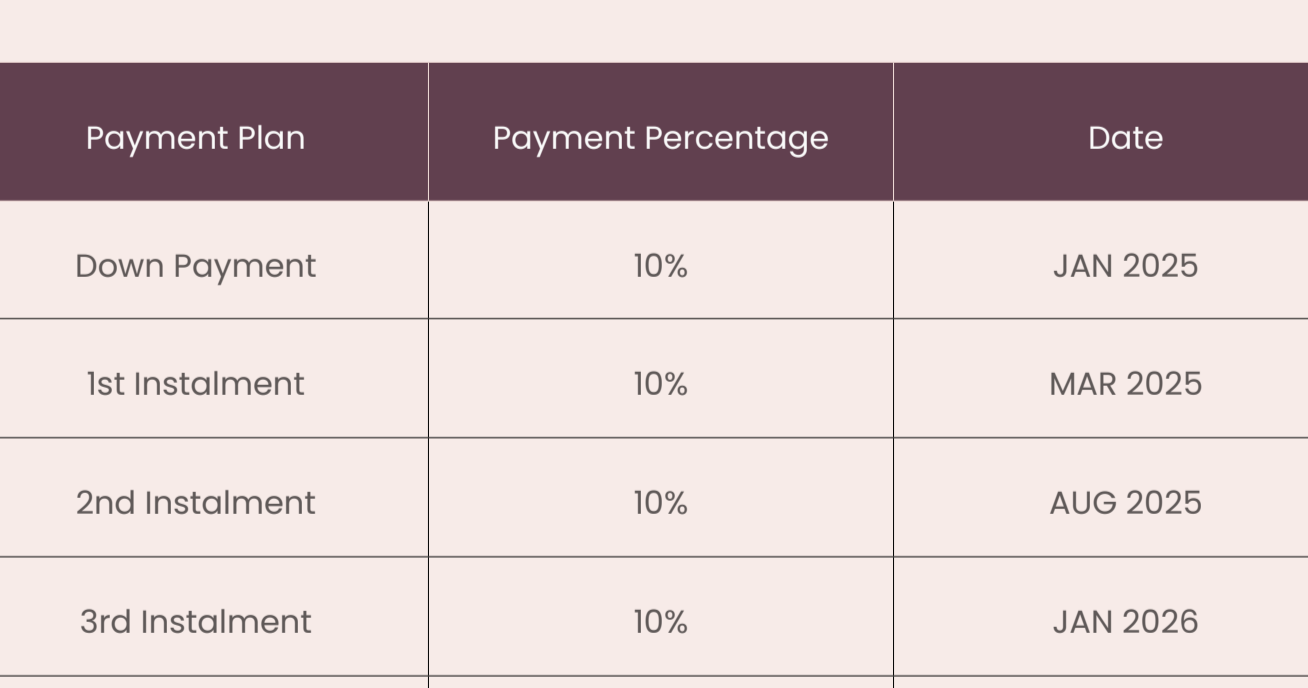 Payment Plan Payment Percentage Date
Down Payment 10% JAN 2025
1st Instalment 10% MAR 2025
2nd Instalment 10% AUG 2025
3rd Instalment 10% JAN 2026